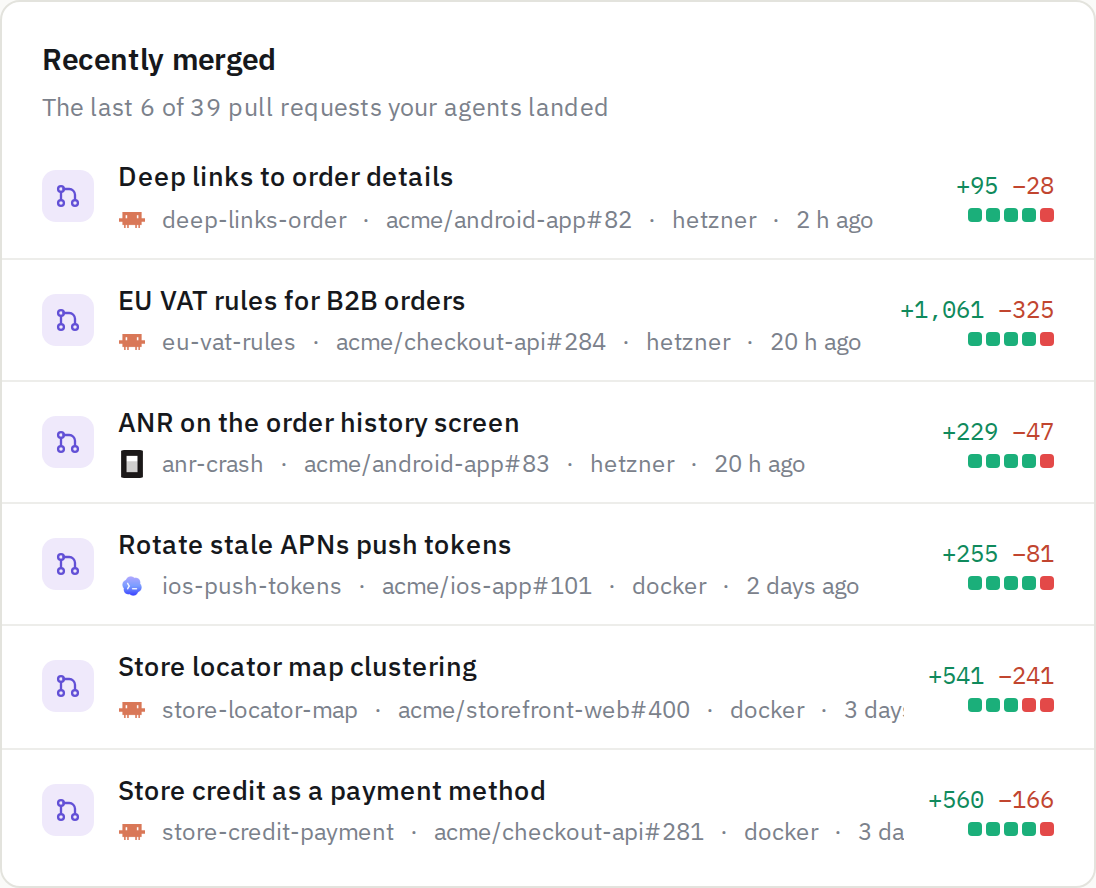 Recently merged
The last 6 of 39 pull requests your agents landed
Deep links to order details
+95 −28
deep-links-order · acme/android-app#82 · hetzner · 2 h ago
EU VAT rules for B2B orders
+1,061 −325
eu-vat-rules · acme/checkout-api#284 · hetzner · 20 h ago
ANR on the order history screen
+229 −47
anr-crash · acme/android-app#83 · hetzner · 20 h ago
Rotate stale APNs push tokens
+255 −81
ios-push-tokens · acme/ios-app#101 · docker · 2 days ago
Store locator map clustering
+541 −241
store-locator-map · acme/storefront-web#400 · docker · 3 days
Store credit as a payment method
+560 −166
store-credit-payment · acme/checkout-api#281 · docker · 3 da